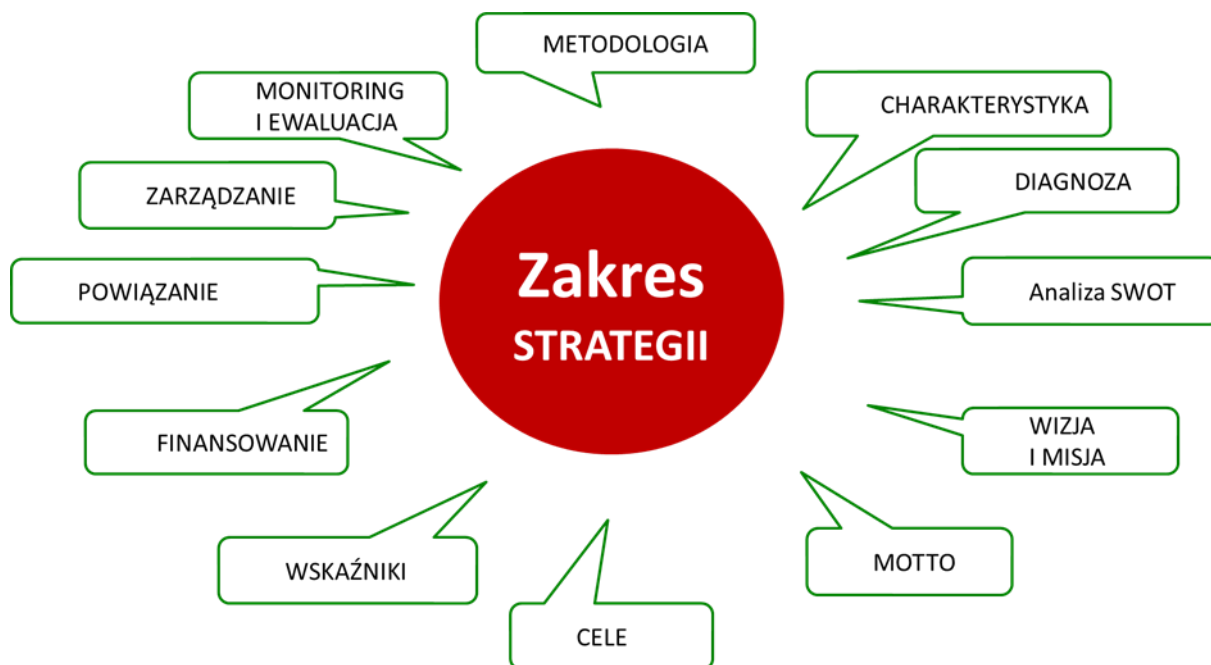 METODOLOGIA
CHARAKTERYSTYKA
DIAGNOZA
Analiza SWOT
WIZJA
I MISJA
MOTTO
CELE
WSKAŹNIKI
FINANSOWANIE
POWIĄZANIE
ZARZĄDZANIE
MONITORING
I EWALUACJA
Zakres
STRATEGII